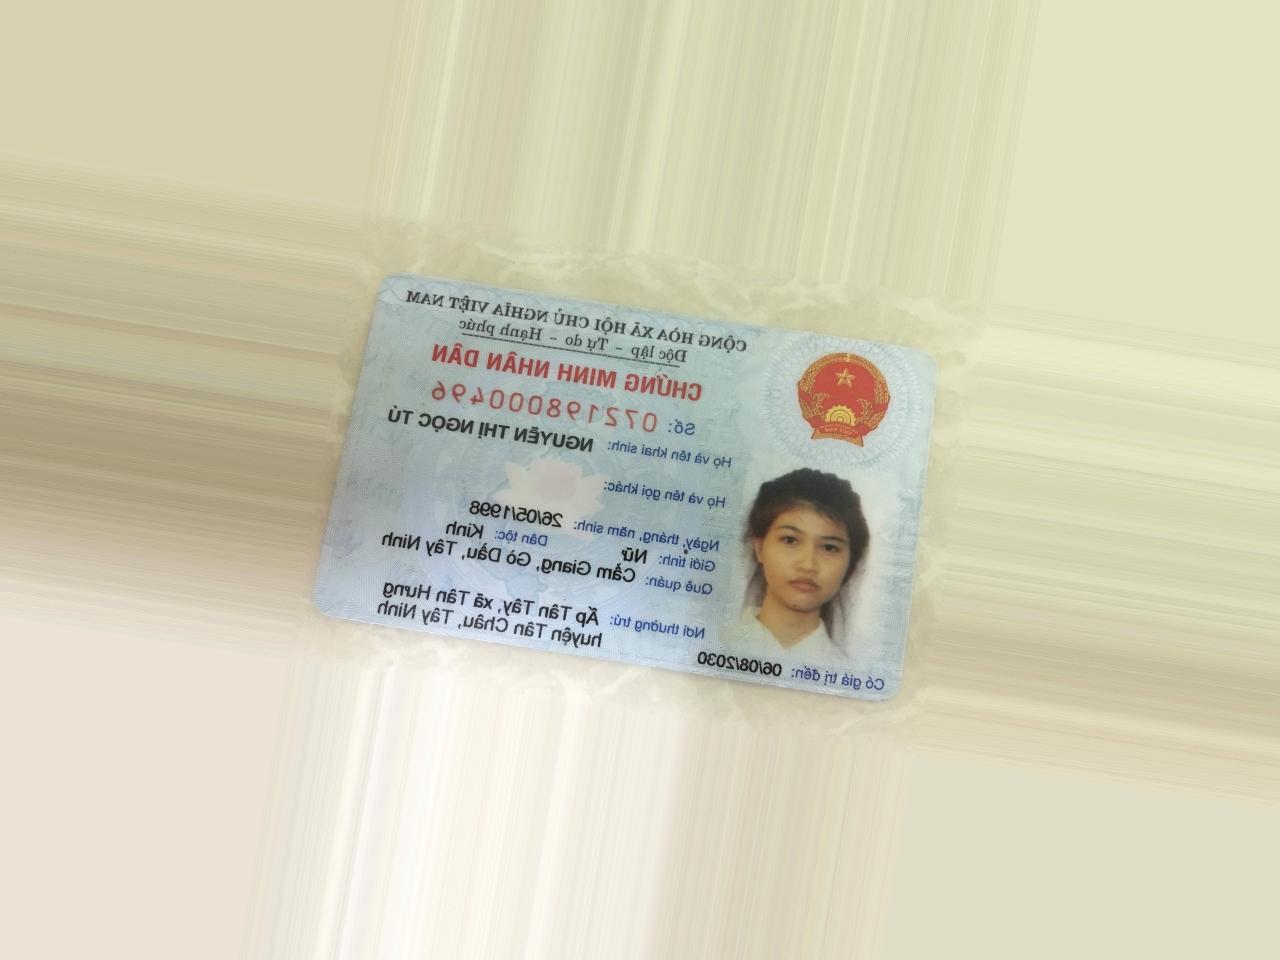 CỘNG HÒA XÃ HỘI CHỦ NGHĨA VIỆT NAM
Độc lập - Tự do - Hạnh phúc
CHỨNG MINH NHÂN DÂN
Số: 072198000496
Họ và tên khai sinh: NGUYỄN THỊ NGỌC TÚ
Họ và tên gọi khác:
Ngày, tháng, năm sinh: 26/05/1998
Giới tính: Nữ Dân tộc: Kinh
Quê quán: Cẩm Giang, Gò Dầu, Tây Ninh
Nơi thường trú: Ấp Tân Tây, xã Tân Hưng
huyện Tân Châu, Tây Ninh
Có giá trị đến: 06/08/2030